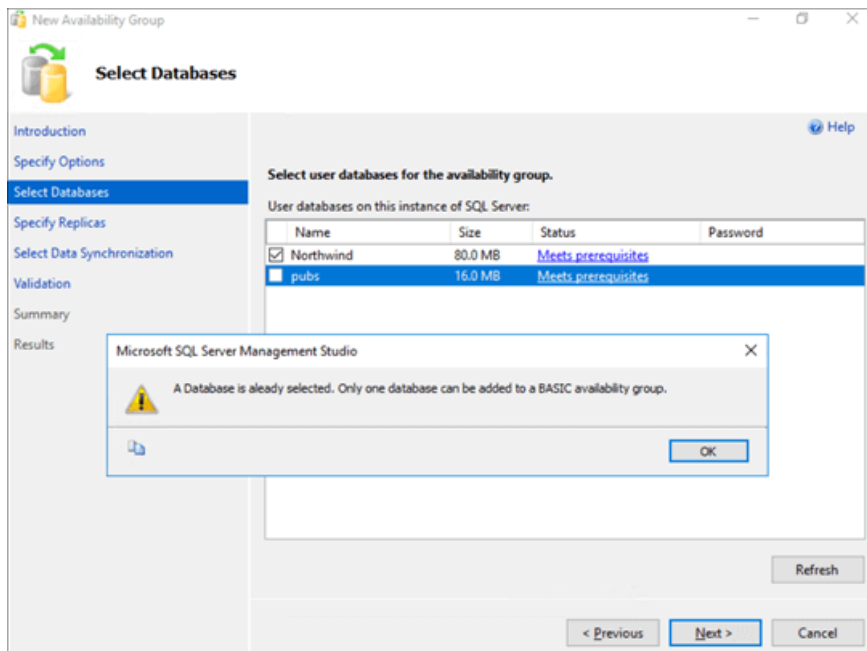 New Availability Group
Select Databases
Introduction
Help
Specify Options
Select Databases
Specify Replicas
Select Data Synchronization
Validation
Summary
Results
Select user databases for the availability group.
User databases on this instance of SQL Server:
Name Size Status Password
Northwind 80.0 MB Meets prerequisites
pubs 16.0 MB Meets prerequisites
Microsoft SQL Server Management Studio
A Database is aleady selected. Only one database can be added to a BASIC availability group.
OK
Refresh
< Previous Next > Cancel